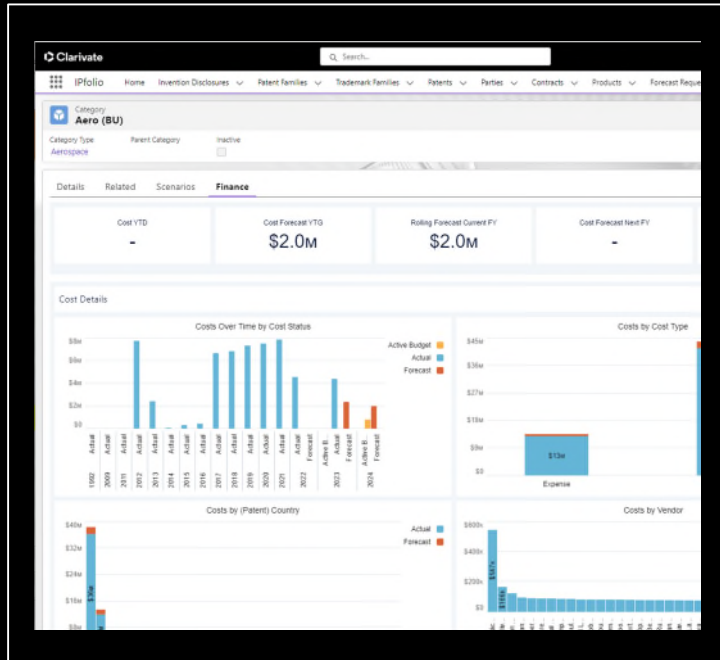 Clarivate
Search...
IPfolio Home Invention Disclosures Patent Families Trademark Families Patents Parties Contracts Products Forecast Reque
Category
Aero (BU)
Category Type Parent Category Inactive
Aerospace
Details Related Scenarios Finance
Cost YTD Cost Forecast YTG Rolling Forecast Current FY Cost Forecast Next FY
- $2.0M $2.0M -
Cost Details
Costs Over Time by Cost Status
Active Budget
Actual
Forecast
$8M
$6M
$4M
$2M
$0
Actual Actual Actual Actual Actual Actual Actual Actual Actual Actual Actual Actual Actual Actual Forecast Active B... Actual Forecast Active B... Actual Forecast
1992 2009 2011 2012 2013 2014 2015 2016 2017 2018 2019 2020 2021 2022 2023 2024
Costs by Cost Type
$45M
$36M
$27M
$18M
$9M
$0
$13M
Expense
Costs by (Patent) Country
Actual
Forecast
$40M
$32M
$24M
$16M
$8M
$36M
Costs by Vendor
$600K
$400K
$200K
$0
$547K
$166K